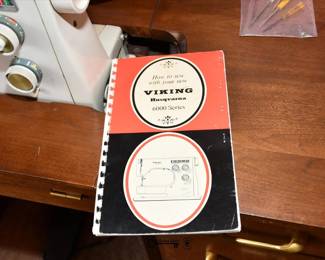 How to sew
with your new
VIKING
Husqvarna
6000 Series